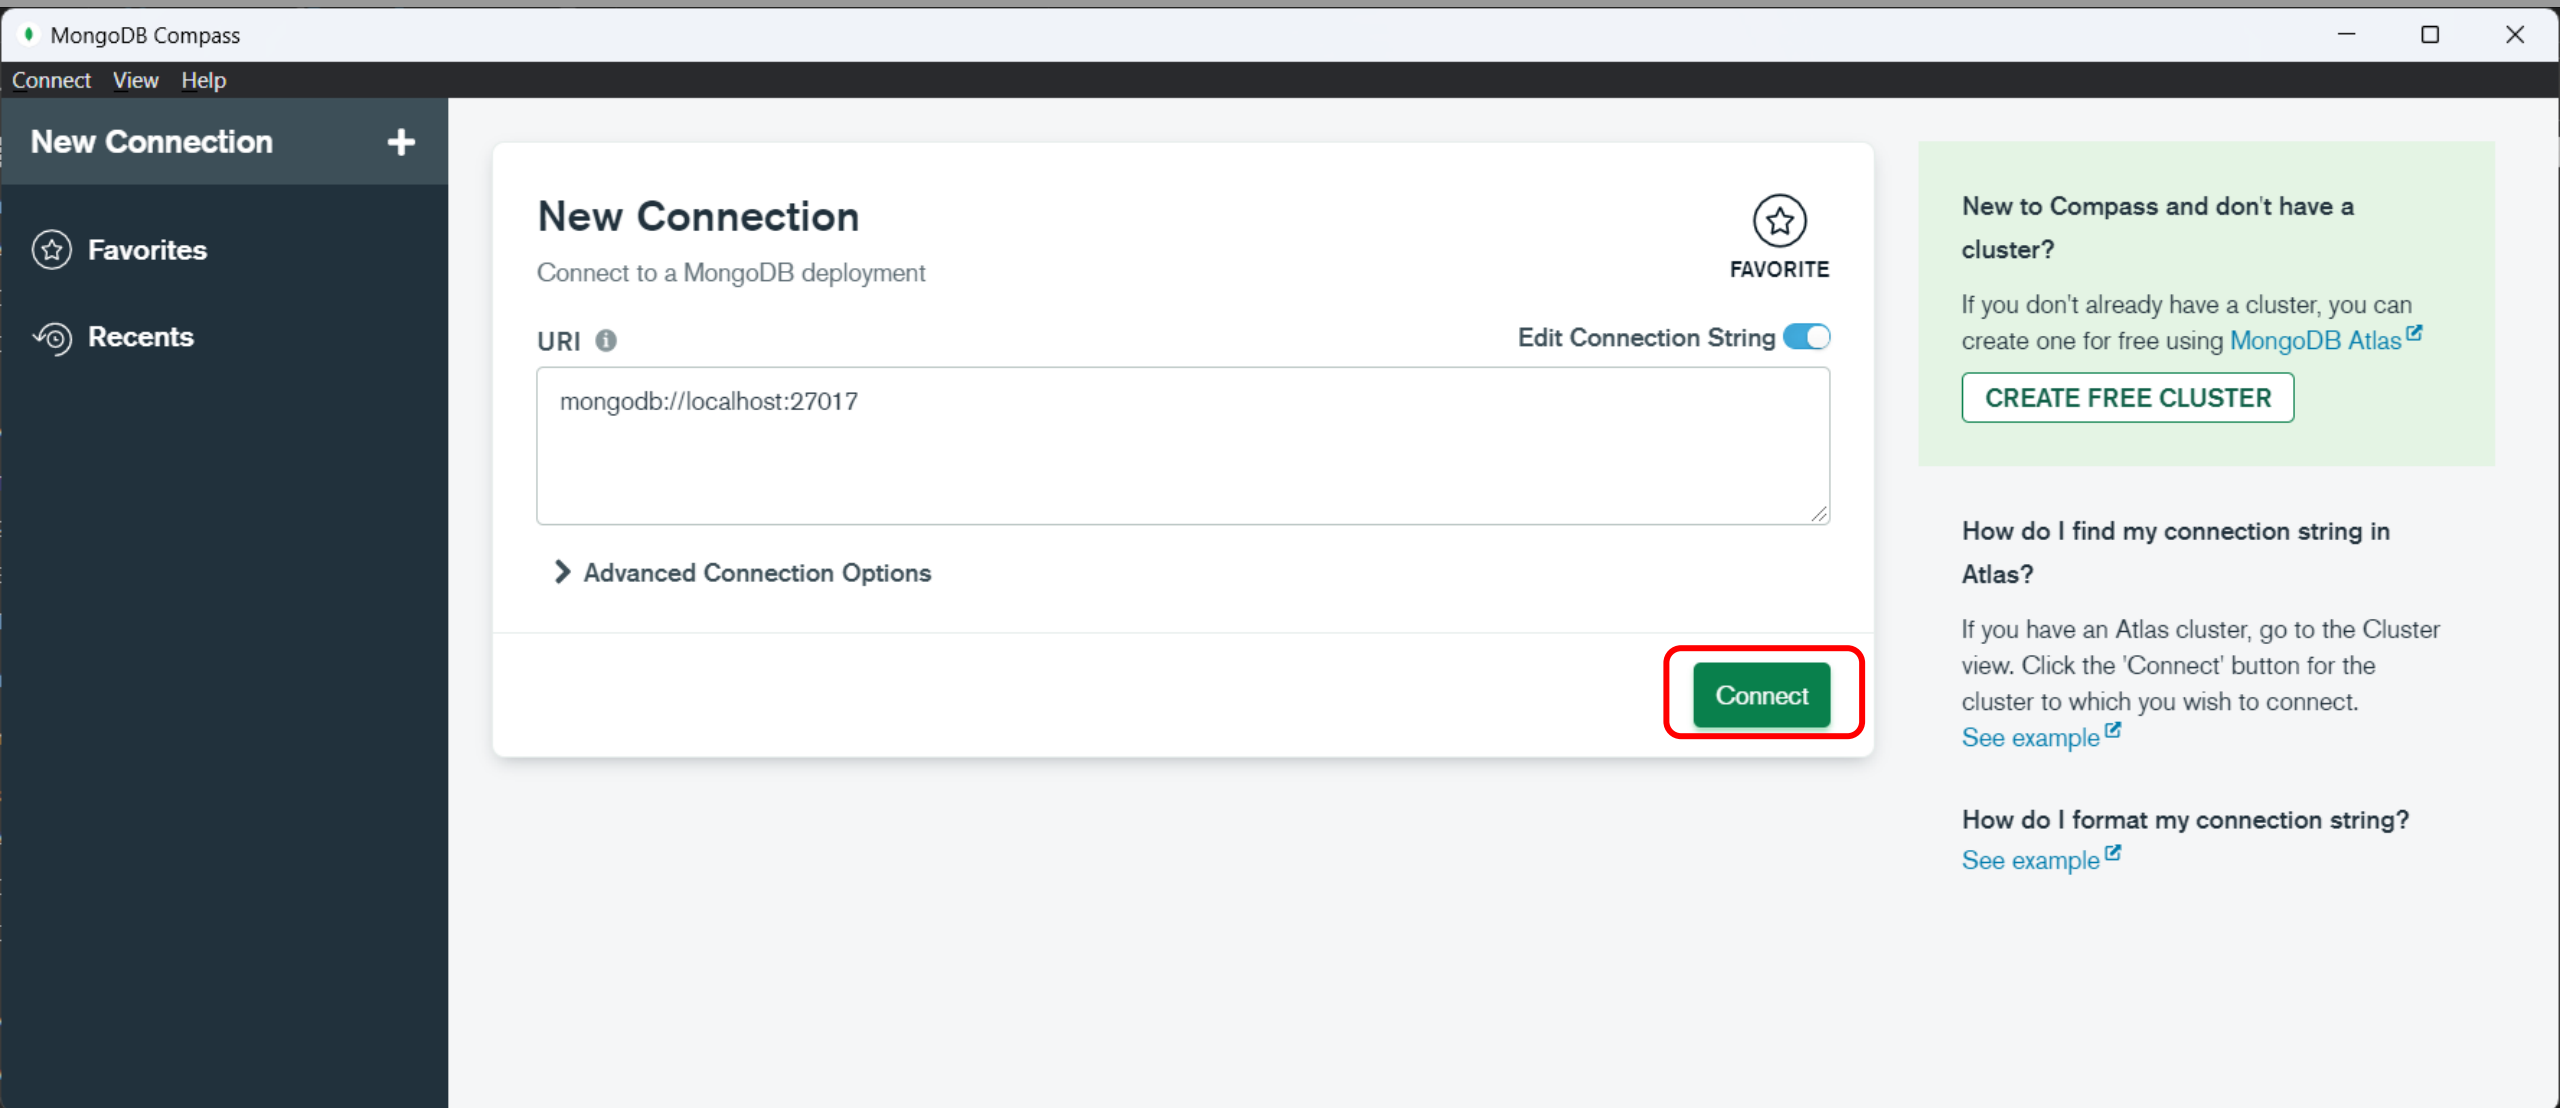 MongoDB Compass
Connect View Help
New Connection
Favorites
Recents
New Connection
Connect to a MongoDB deployment
FAVORITE
URI
Edit Connection String
mongodb://localhost:27017
Advanced Connection Options
Connect
New to Compass and don't have a
cluster?
If you don't already have a cluster, you can
create one for free using MongoDB Atlas
CREATE FREE CLUSTER
How do I find my connection string in
Atlas?
If you have an Atlas cluster, go to the Cluster
view. Click the 'Connect' button for the
cluster to which you wish to connect.
See example
How do I format my connection string?
See example